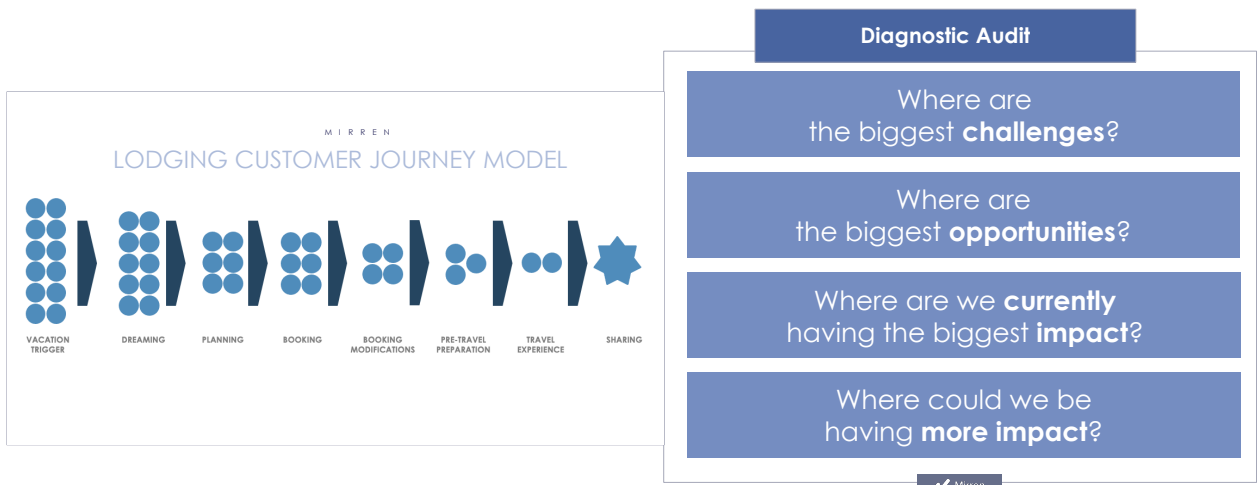 MIRREN
LODGING CUSTOMER JOURNEY MODEL
VACATION
TRIGGER
DREAMING
PLANNING
BOOKING
BOOKING
MODIFICATIONS
PRE-TRAVEL
PREPARATION
TRAVEL
EXPERIENCE
SHARING
Diagnostic Audit
Where are
the biggest challenges?
Where are
the biggest opportunities?
Where are we currently
having the biggest impact?
Where could we be
having more impact?
Mirren